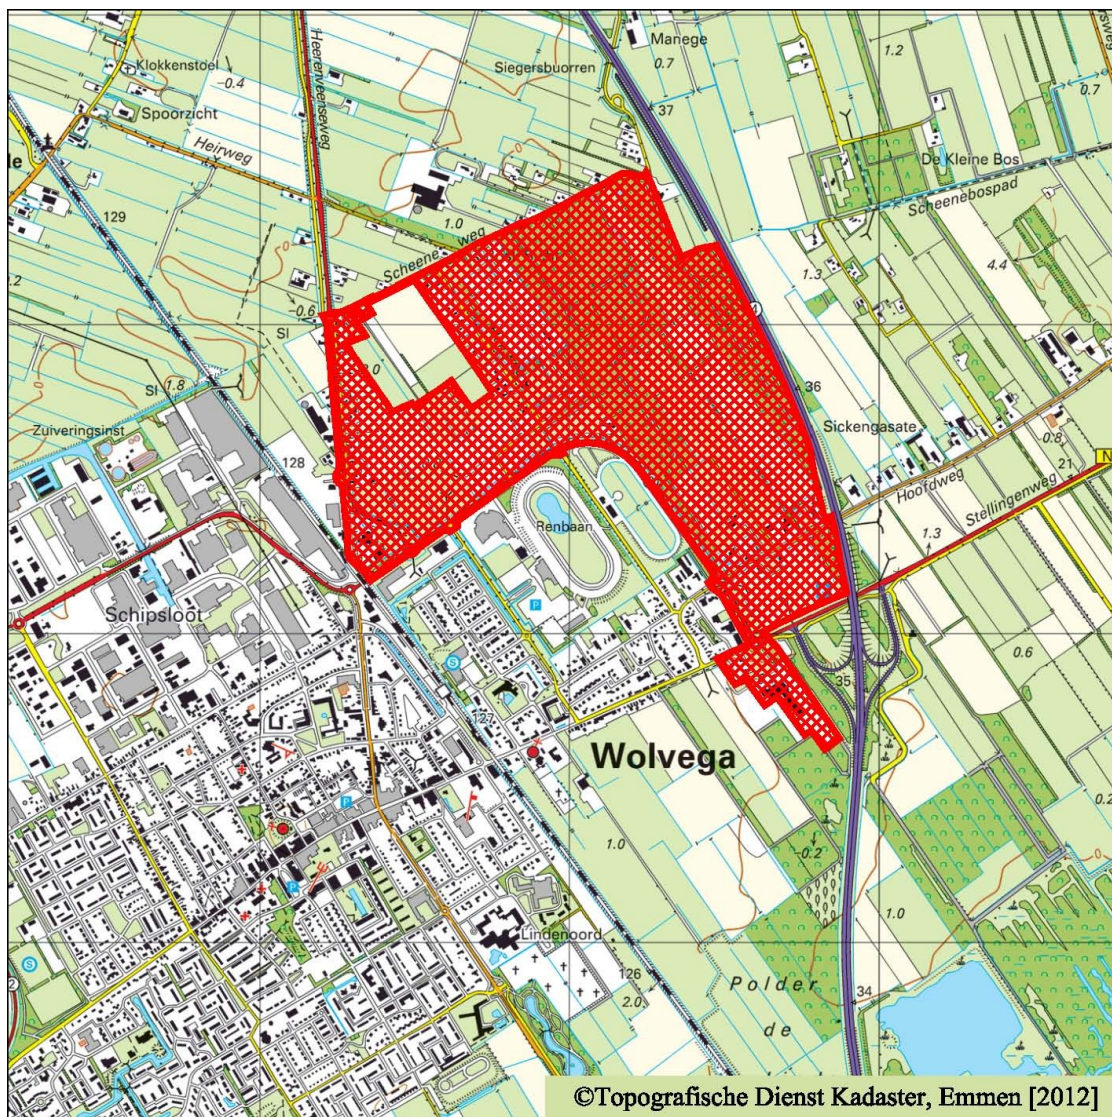 Manege
0.7
1.2
Klokkenstoel
-0.4
Siegersbuorren
37
0.7
Spoorzicht
Heerenveenseweg
le
Heirweg
De Kleine Bos
129
1.0
Scheenebospad
Scheene
weg
1.3
4.4
-0.6
Sl
Sl
1.8
36
Zuiveringsinst
Sickengasate
0.8
128
21
N
Hoofdweg
Stellingenweg
Renbaan
1.3
Schipsloot
P
S
0.6
35
127
Wolvega
P
0.2
1.0
-0.2
P
1.0
Lindenoord
S
126
2.0
Polder
34
de
©Topografische Dienst Kadaster, Emmen [2012]